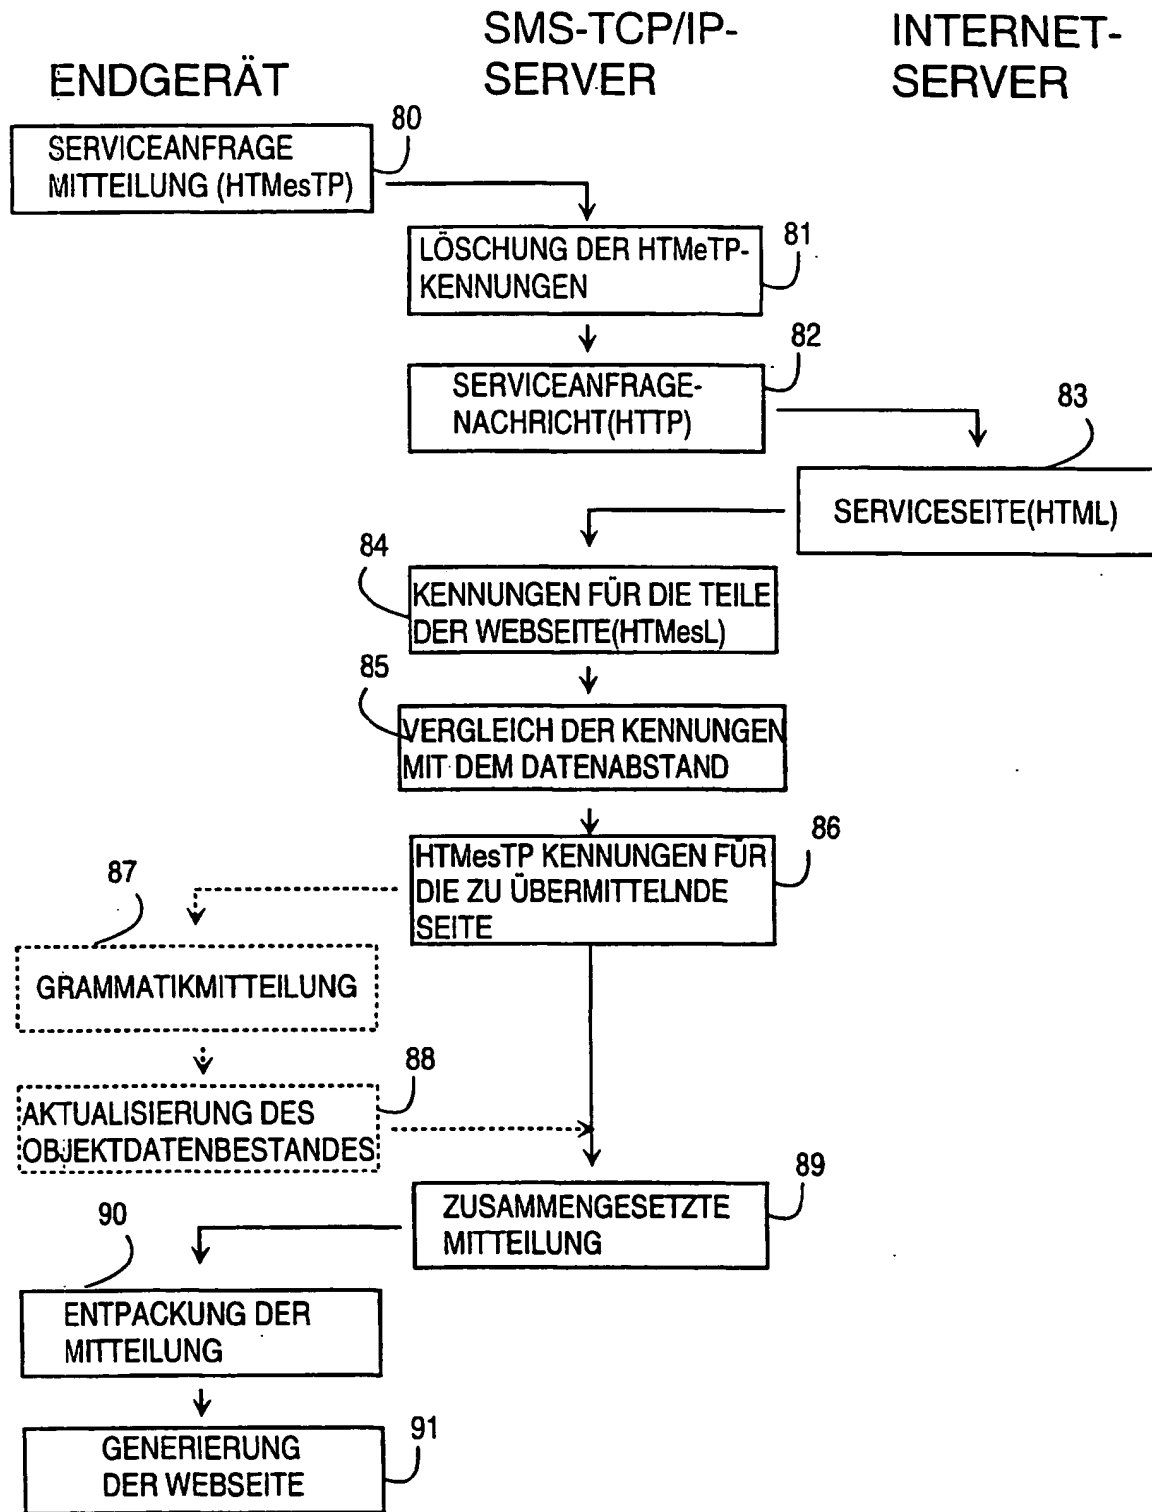 ENDGERÄT
SMS-TCP/IP-
SERVER
INTERNET-
SERVER
80
SERVICEANFRAGE
MITTEILUNG (HTMesTP)
81
LÖSCHUNG DER HTMeTP-
KENNUNGEN
82
SERVICEANFRAGE-
NACHRICHT(HTTP)
83
SERVICESEITE(HTML)
84
KENNUNGEN FÜR DIE TEILE
DER WEBSEITE(HTMesL)
85
VERGLEICH DER KENNUNGEN
MIT DEM DATENABSTAND
86
HTMesTP KENNUNGEN FÜR
DIE ZU ÜBERMITTELNDE
SEITE
87
GRAMMATIKMITTEILUNG
88
AKTUALISIERUNG DES
OBJEKTDATENBESTANDES
89
ZUSAMMENGESETZTE
MITTEILUNG
90
ENTPACKUNG DER
MITTEILUNG
91
GENERIERUNG
DER WEBSEITE